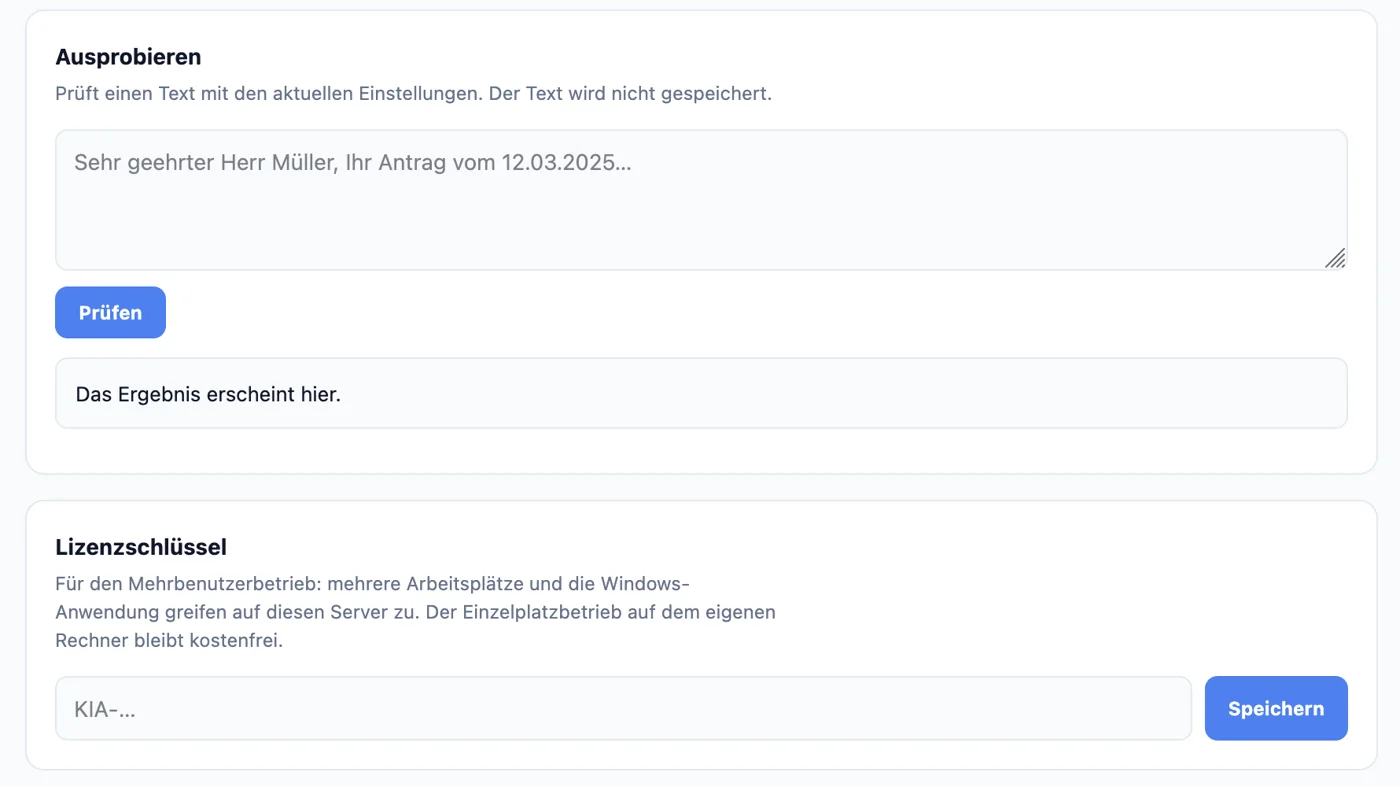 Ausprobieren
Prüft einen Text mit den aktuellen Einstellungen. Der Text wird nicht gespeichert.
Sehr geehrter Herr Müller, Ihr Antrag vom 12.03.2025...
Prüfen
Das Ergebnis erscheint hier.
Lizenzschlüssel
Für den Mehrbenutzerbetrieb: mehrere Arbeitsplätze und die Windows-
Anwendung greifen auf diesen Server zu. Der Einzelplatzbetrieb auf dem eigenen
Rechner bleibt kostenfrei.
KIA-...
Speichern